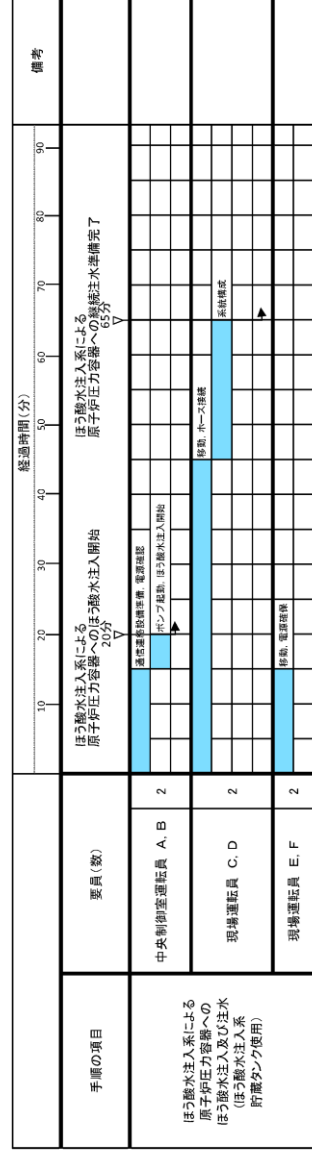 経過時間(分)
備考
10
20
30
40
50
60
70
80
90
手順の項目
要員(数)
ほう酸水注入系による
原子炉圧力容器へのほう酸水注入開始
20分
ほう酸水注入系による
原子炉圧力容器への継続注水準備完了
65分
ほう酸水注入系による
原子炉圧力容器への
ほう酸水注入及び注水
(ほう酸水注入系
貯蔵タンク使用)
中央制御室運転員 A, B
2
通信連絡設備準備, 電源確認
ポンプ起動, ほう酸水注入開始
現場運転員 C, D
2
移動, ホース接続
系統構成
現場運転員 E, F
2
移動, 電源確保